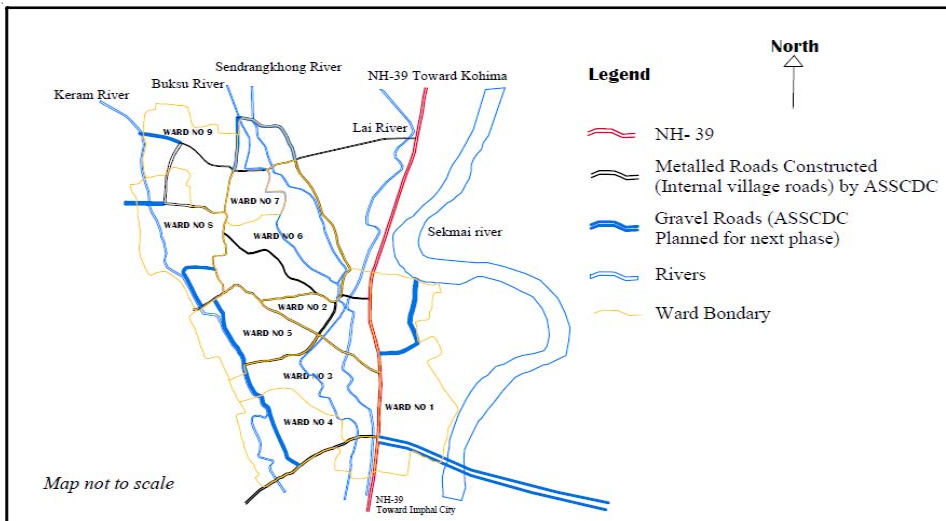 North
Sendrangkhong River
NH-39 Toward Kohima
Buksu River
Keram River
Legend
Lai River
WARD NO 9
NH- 39
Metalled Roads Constructed
(Internal village roads) by ASSCDC
WARD NO 7
WARD NO 8
WARD NO 6
Sekmai river
Gravel Roads (ASSCDC
Planned for next phase)
Rivers
WARD NO 2
Ward Bondary
WARD NO 5
WARD NO 3
WARD NO 1
WARD NO 4
Map not to scale
NH-39
Toward Imphal City